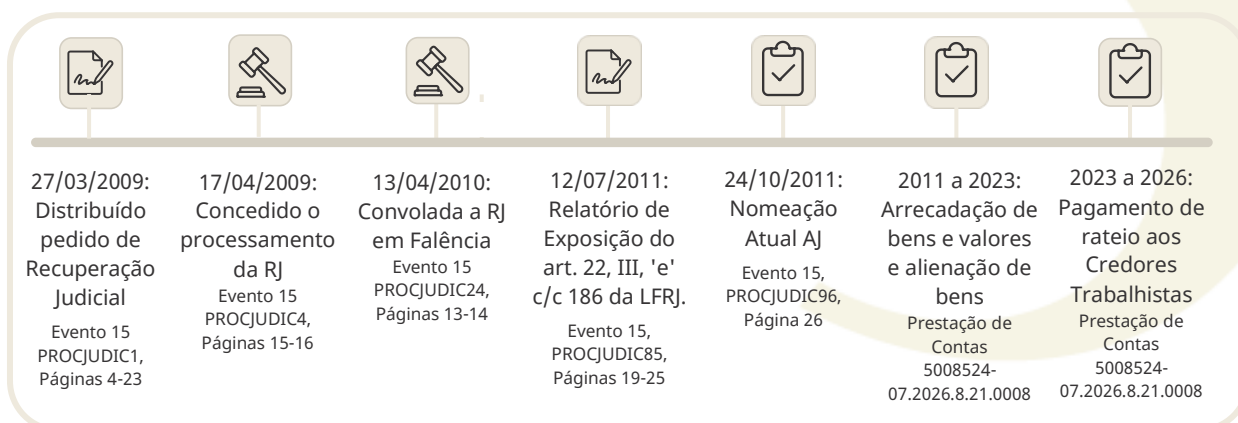 27/03/2009:
Distribuído
pedido de
Recuperação
Judicial
Evento 15
PROCJUDIC1,
Páginas 4-23
17/04/2009:
Concedido o
processamento
da RJ
Evento 15
PROCJUDIC4,
Páginas 15-16
13/04/2010:
Convolada a RJ
em Falência
Evento 15
PROCJUDIC24,
Páginas 13-14
12/07/2011:
Relatório de
Exposição do
art. 22, III, 'e'
c/c 186 da LFRJ.
Evento 15,
PROCJUDIC85,
Páginas 19-25
24/10/2011:
Nomeação
Atual AJ
Evento 15,
PROCJUDIC96,
Página 26
2011 a 2023:
Arrecadação de
bens e valores
e alienação de
bens
Prestação de
Contas
5008524-
07.2026.8.21.0008
2023 a 2026:
Pagamento de
rateio aos
Credores
Trabalhistas
Prestação de
Contas
5008524-
07.2026.8.21.0008